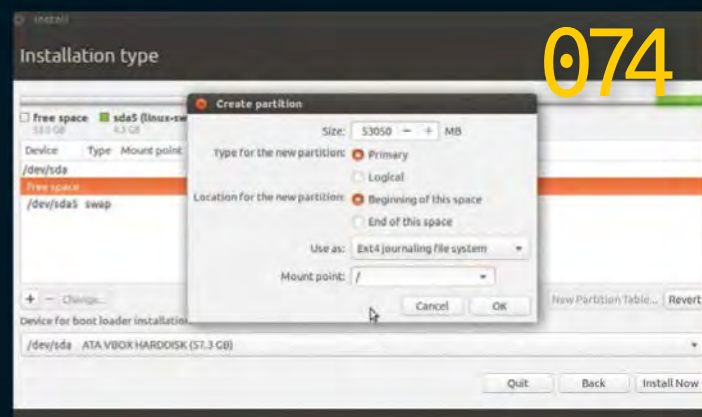 Install
Installation type
074
free space sda5 (linux-sw
53.0 GB 4.3 GB
Device Type Mount point
/dev/sda
free space
/dev/sda5 swap
+ - Change...
New Partition Table... Revert
Device for boot loader installatio
/dev/sda ATA VBOX HARDDISK (57.3 GB)
Quit Back Install Now
Create partition
Size: 53050 - + MB
Type for the new partition: Primary
Logical
Location for the new partition: Beginning of this space
End of this space
Use as: Ext4 journaling file system
Mount point: /
Cancel OK